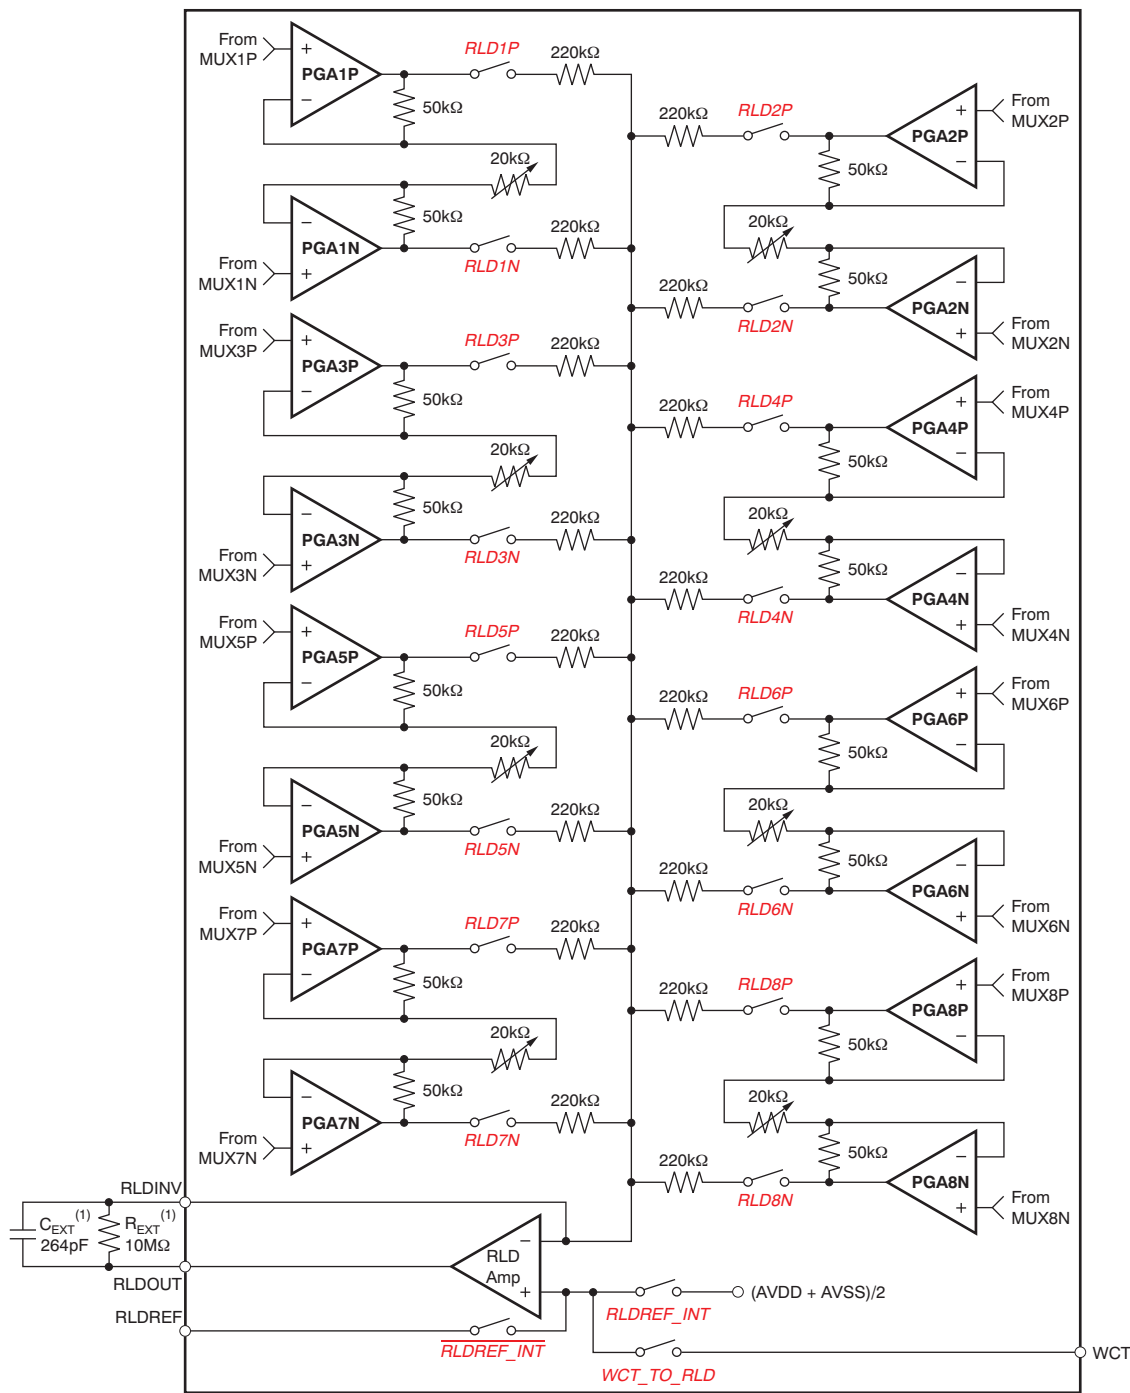 From
MUX1P
PGA1P
RLD1P
220kΩ
50kΩ
20kΩ
From
MUX1N
PGA1N
50kΩ
RLD1N
220kΩ
From
MUX3P
PGA3P
RLD3P
220kΩ
50kΩ
20kΩ
From
MUX3N
PGA3N
50kΩ
RLD3N
220kΩ
From
MUX5P
PGA5P
RLD5P
220kΩ
50kΩ
20kΩ
From
MUX5N
PGA5N
50kΩ
RLD5N
220kΩ
From
MUX7P
PGA7P
RLD7P
220kΩ
50kΩ
20kΩ
From
MUX7N
PGA7N
50kΩ
RLD7N
220kΩ
220kΩ
RLD2P
PGA2P
From
MUX2P
50kΩ
20kΩ
220kΩ
RLD2N
50kΩ
PGA2N
From
MUX2N
220kΩ
RLD4P
PGA4P
From
MUX4P
50kΩ
20kΩ
220kΩ
RLD4N
50kΩ
PGA4N
From
MUX4N
220kΩ
RLD6P
PGA6P
From
MUX6P
50kΩ
20kΩ
220kΩ
RLD6N
50kΩ
PGA6N
From
MUX6N
220kΩ
RLD8P
PGA8P
From
MUX8P
50kΩ
20kΩ
220kΩ
RLD8N
50kΩ
PGA8N
From
MUX8N
RLDINV
CEXT(1)
264pF
REXT(1)
10MΩ
RLDOUT
RLDREF
RLD
Amp
RLDREF_INT
RLDREF_INT
(AVDD + AVSS)/2
WCT_TO_RLD
WCT